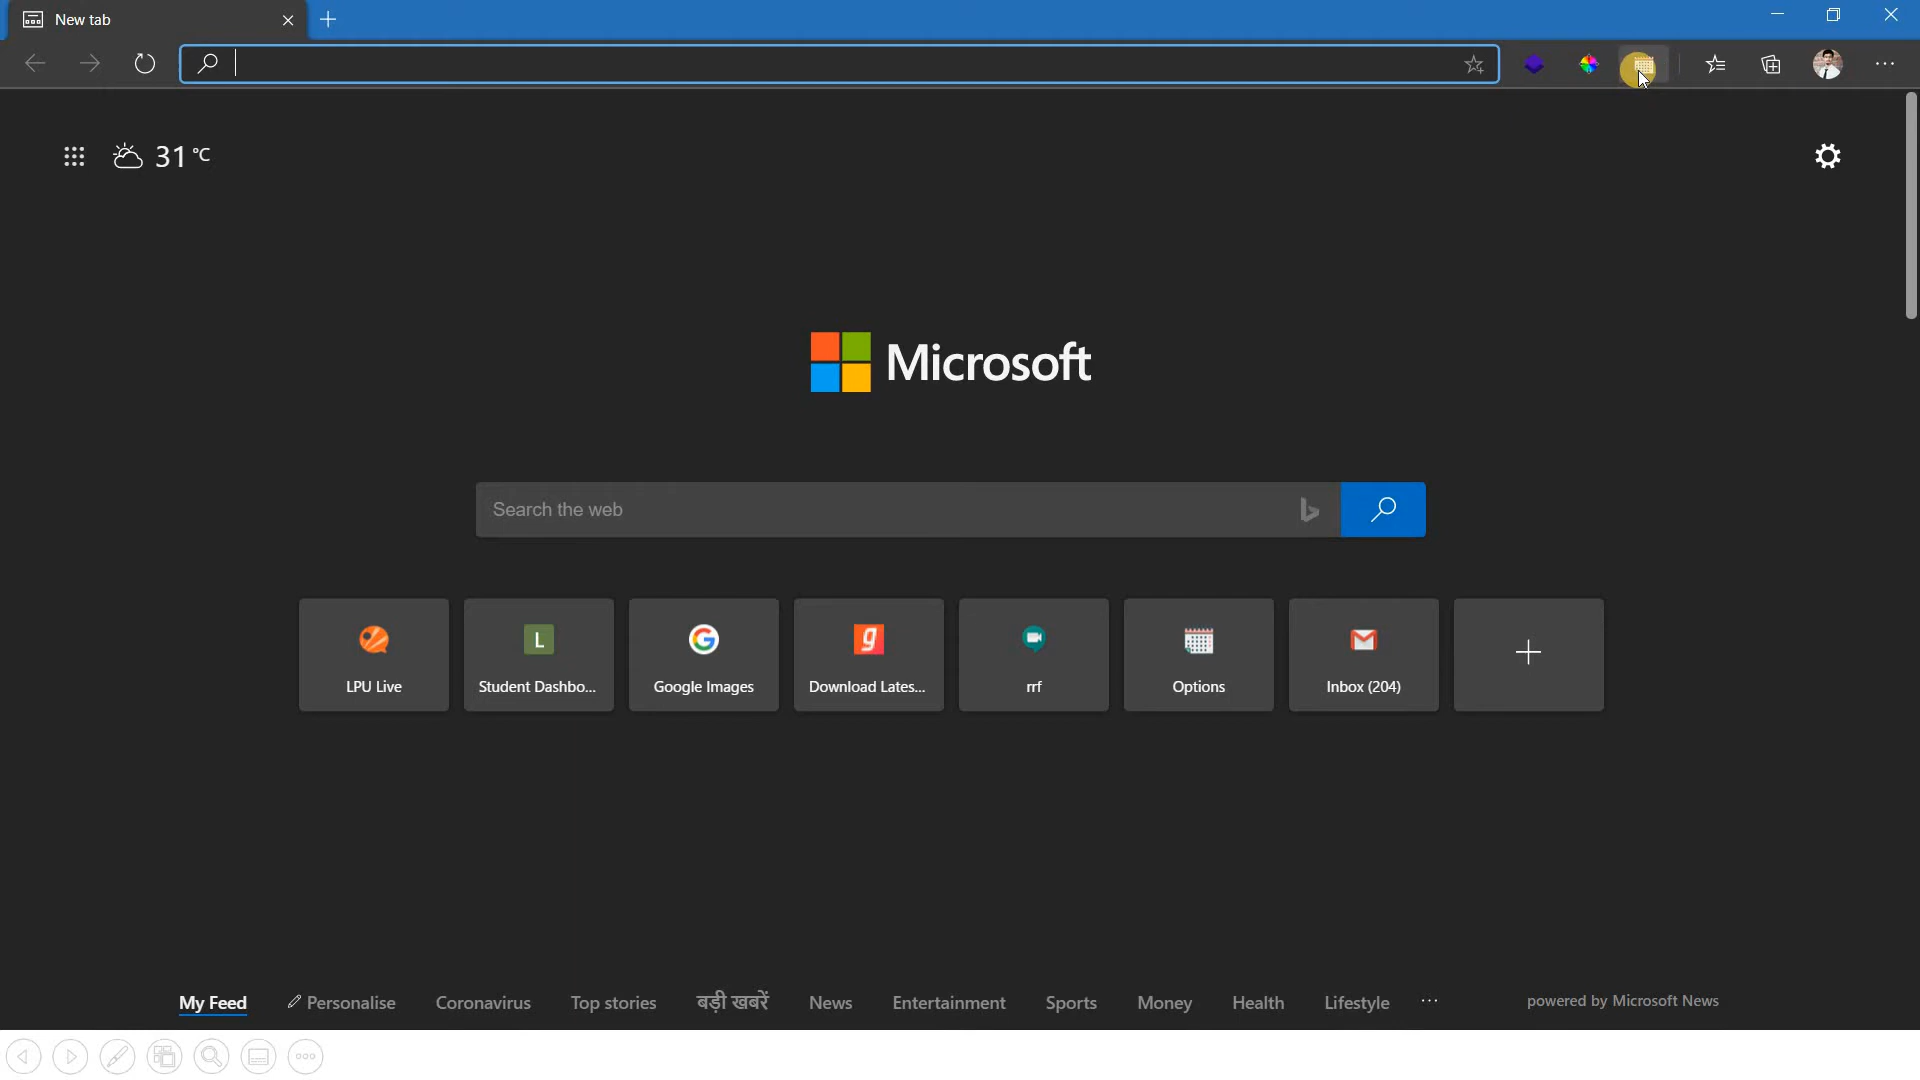 New tab
31 °C
Microsoft
Search the web
LPU Live
L
Student Dashbo...
Google Images
Download Lates...
rrf
Options
Inbox (204)
My Feed
Personalise
Coronavirus
Top stories
बड़ी खबरें
News
Entertainment
Sports
Money
Health
Lifestyle
...
powered by Microsoft News